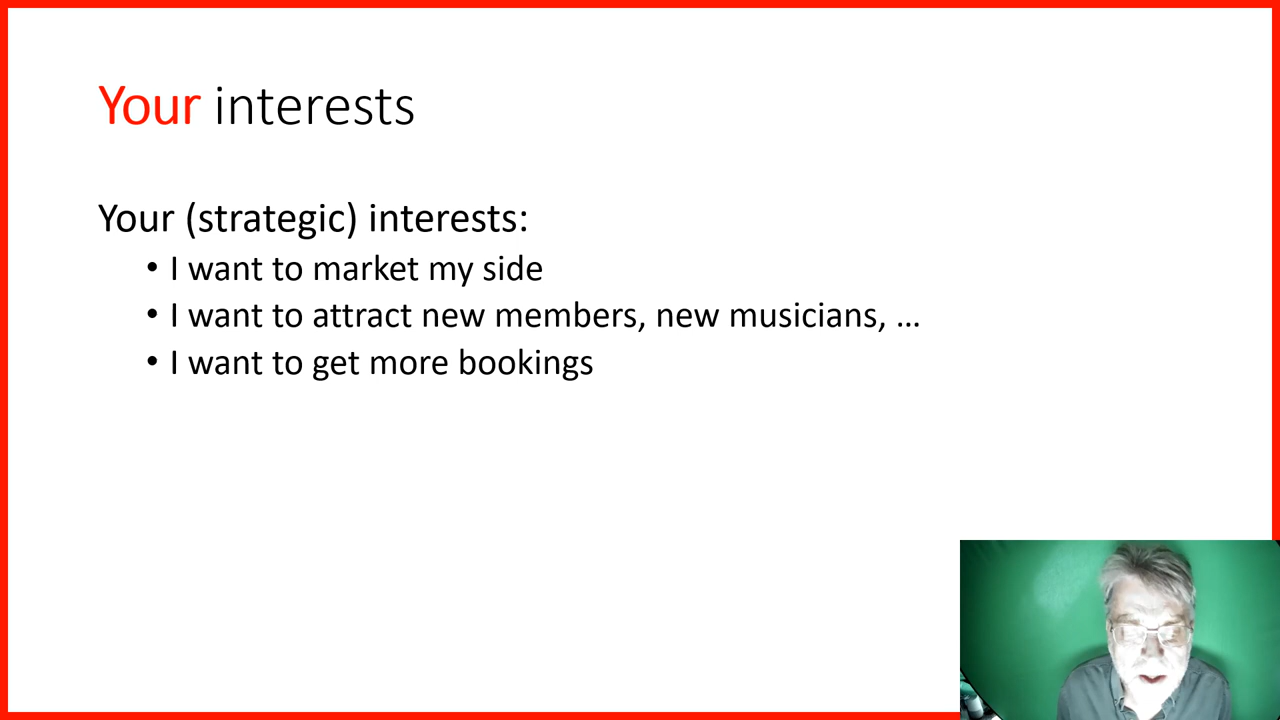 Your interests
Your (strategic) interests:
• I want to market my side
• I want to attract new members, new musicians, …
• I want to get more bookings